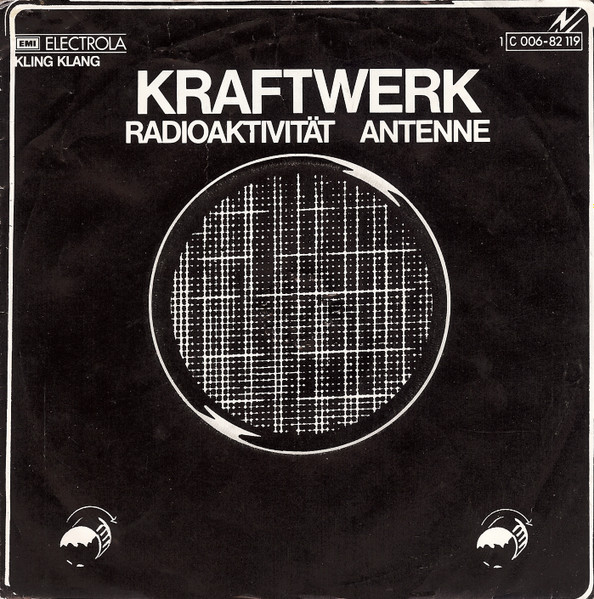 EMI ELECTROLA
KLING KLANG
1 C 006-82 119
KRAFTWERK
RADIOAKTIVITÄT ANTENNE